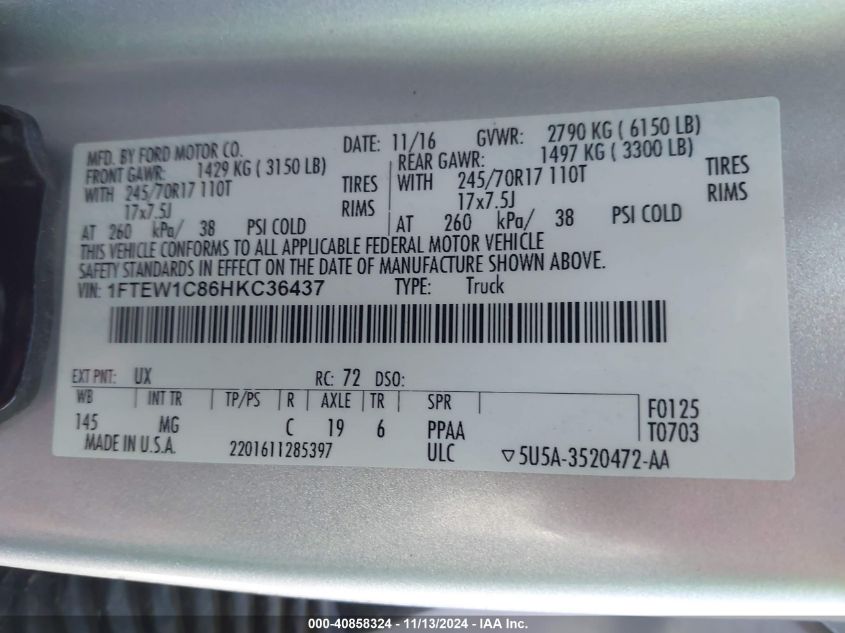 MFD. BY FORD MOTOR CO. DATE: 11/16 GVWR: 2790 KG ( 6150 LB)
FRONT GAWR: 1429 KG ( 3150 LB) REAR GAWR: 1497 KG ( 3300 LB)
WITH 245/70R17 110T TIRES WITH 245/70R17 110T TIRES
17x7.5J RIMS 17x7.5J RIMS
AT 260 kPa/ 38 PSI COLD AT 260 kPa/ 38 PSI COLD
THIS VEHICLE CONFORMS TO ALL APPLICABLE FEDERAL MOTOR VEHICLE
SAFETY STANDARDS IN EFFECT ON THE DATE OF MANUFACTURE SHOWN ABOVE.
VIN: 1FTEW1C86HKC36437 TYPE: Truck
EXT PNT: UX RC: 72 DSO:
WB INT TR TP/PS R AXLE TR SPR F0125
145 MG C 19 6 PPAA T0703
MADE IN U.S.A. 2201611285397 ULC ▽5U5A-3520472-AA
000-40858324 - 11/13/2024 - IAA Inc.